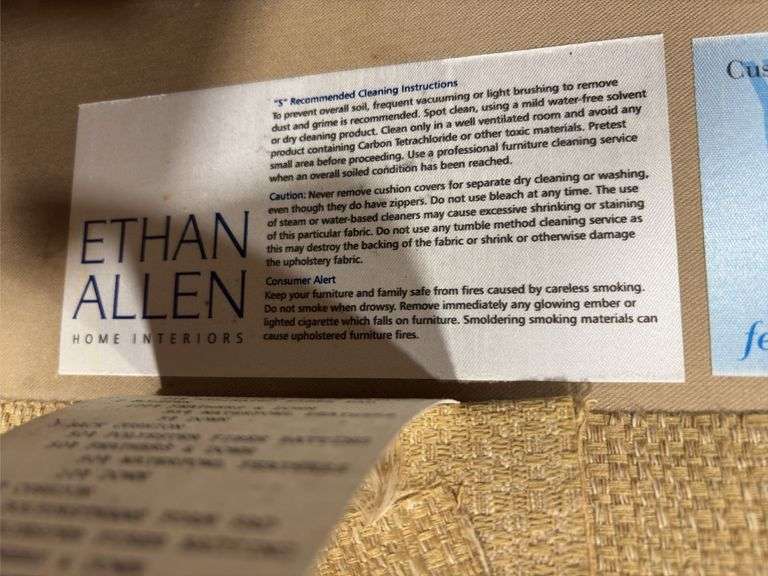 "S" Recommended Cleaning Instructions
To prevent overall soil, frequent vacuuming or light brushing to remove
dust and grime is recommended. Spot clean, using a mild water-free solvent
or dry cleaning product. Clean only in a well ventilated room and avoid any
product containing Carbon Tetrachloride or other toxic materials. Pretest
small area before proceeding. Use a professional furniture cleaning service
when an overall soiled condition has been reached.
Caution: Never remove cushion covers for separate dry cleaning or washing,
even though they do have zippers. Do not use bleach at any time. The use
of steam or water-based cleaners may cause excessive shrinking or staining
of this particular fabric. Do not use any tumble method cleaning service as
this may destroy the backing of the fabric or shrink or otherwise damage
the upholstery fabric.
Consumer Alert
Keep your furniture and family safe from fires caused by careless smoking.
Do not smoke when drowsy. Remove immediately any glowing ember or
lighted cigarette which falls on furniture. Smoldering smoking materials can
cause upholstered furniture fires.
ETHAN
ALLEN
HOME INTERIORS
Cus
fe
BACK CUSHION
50% POLYESTER FIBER BATTING
50% FEATHERS & DOWN